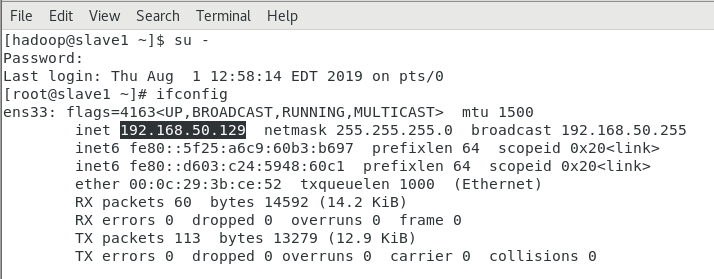 File Edit View Search Terminal Help
[hadoop@slave1 ~]$ su -
Password:
Last login: Thu Aug  1 12:58:14 EDT 2019 on pts/0
[root@slave1 ~]# ifconfig
ens33: flags=4163<UP,BROADCAST,RUNNING,MULTICAST>  mtu 1500
        inet 192.168.50.129  netmask 255.255.255.0  broadcast 192.168.50.255
        inet6 fe80::5f25:a6c9:60b3:b697  prefixlen 64  scopeid 0x20<link>
        inet6 fe80::d603:c24:5948:60c1  prefixlen 64  scopeid 0x20<link>
        ether 00:0c:29:3b:ce:52  txqueuelen 1000  (Ethernet)
        RX packets 60  bytes 14592 (14.2 KiB)
        RX errors 0  dropped 0  overruns 0  frame 0
        TX packets 113  bytes 13279 (12.9 KiB)
        TX errors 0  dropped 0 overruns 0  carrier 0  collisions 0